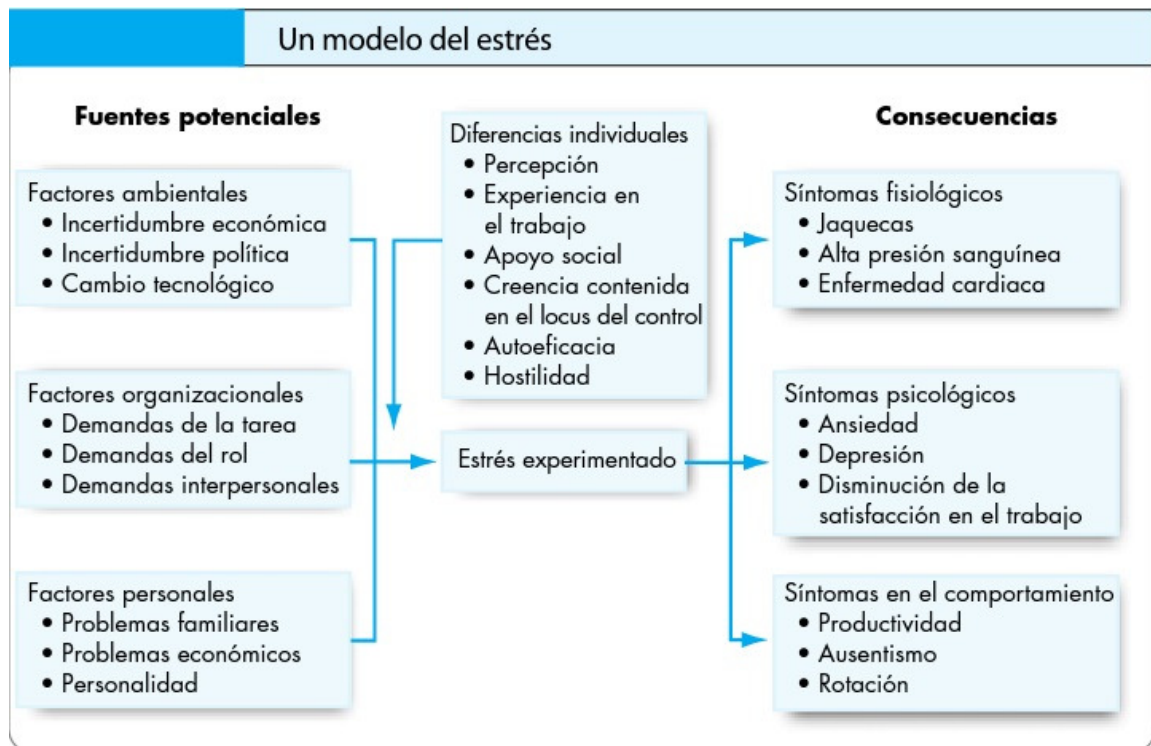 Un modelo del estrés
Fuentes potenciales
Factores ambientales
• Incertidumbre económica
• Incertidumbre política
• Cambio tecnológico
Factores organizacionales
• Demandas de la tarea
• Demandas del rol
• Demandas interpersonales
Factores personales
• Problemas familiares
• Problemas económicos
• Personalidad
Diferencias individuales
• Percepción
• Experiencia en
el trabajo
• Apoyo social
• Creencia contenida
en el locus del control
• Autoeficacia
• Hostilidad
Estrés experimentado
Consecuencias
Síntomas fisiológicos
• Jaquecas
• Alta presión sanguínea
• Enfermedad cardiaca
Síntomas psicológicos
• Ansiedad
• Depresión
• Disminución de la
satisfacción en el trabajo
Síntomas en el comportamiento
• Productividad
• Ausentismo
• Rotación